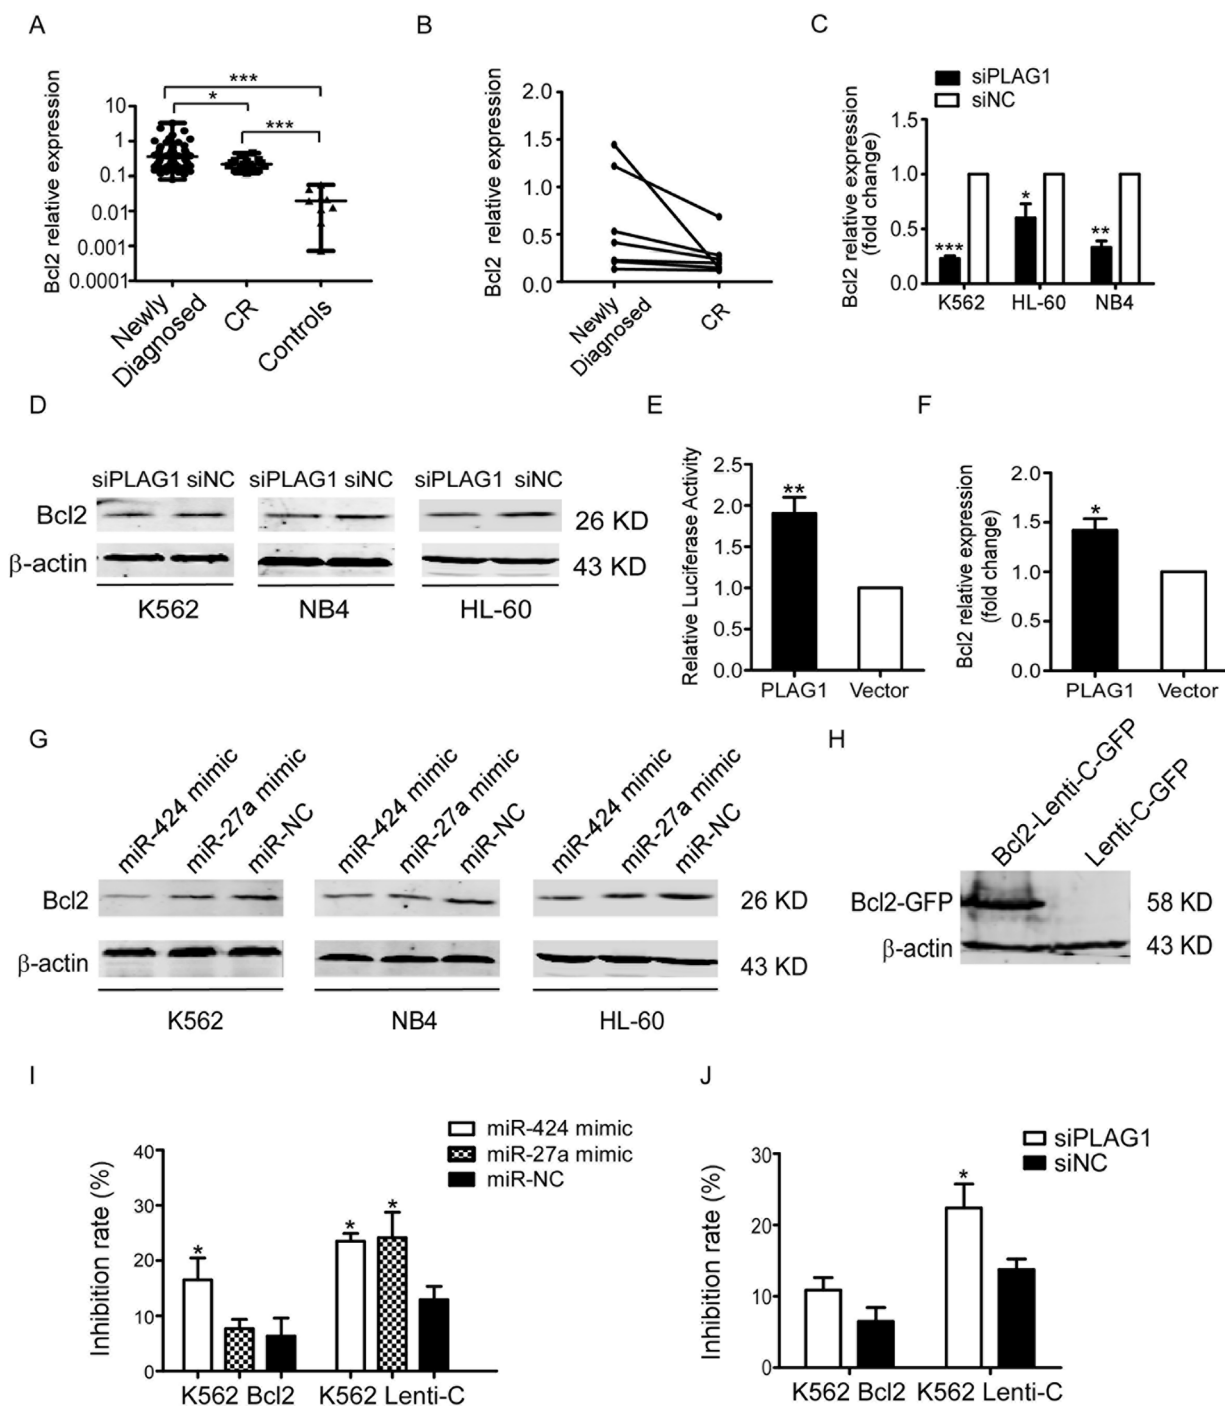 A
Bcl2 relative expression
10
1
0.1
0.01
0.001
0.0001
***
*
***
Newly
Diagnosed
CR
Controls
B
Bcl2 relative expression
2.0
1.5
1.0
0.5
0.0
Newly
Diagnosed
CR
C
siPLAG1
siNC
Bcl2 relative expression
(fold change)
1.5
1.0
0.5
0.0
***
*
**
K562 HL-60 NB4
D
siPLAG1 siNC siPLAG1 siNC siPLAG1 siNC
Bcl2
26 KD
β-actin
43 KD
K562 NB4 HL-60
E
Relative Luciferase Activity
2.5
2.0
1.5
1.0
0.5
0.0
**
PLAG1 Vector
F
Bcl2 relative expression
(fold change)
2.0
1.5
1.0
0.5
0.0
*
PLAG1 Vector
G
miR-424 mimic
miR-27a mimic
miR-NC
miR-424 mimic
miR-27a mimic
miR-NC
miR-424 mimic
miR-27a mimic
miR-NC
Bcl2
26 KD
β-actin
43 KD
K562 NB4 HL-60
H
Bcl2-Lenti-C-GFP
Lenti-C-GFP
Bcl2-GFP
58 KD
β-actin
43 KD
I
miR-424 mimic
miR-27a mimic
miR-NC
Inhibition rate (%)
40
30
20
10
0
*
*
*
K562 Bcl2 K562 Lenti-C
J
siPLAG1
siNC
Inhibition rate (%)
30
20
10
0
*
K562 Bcl2 K562 Lenti-C